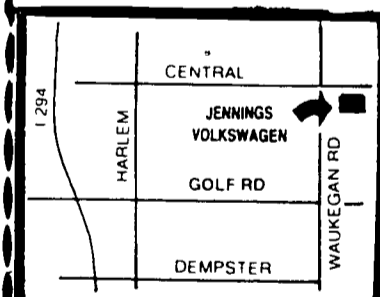 CENTRAL
I 294
HARLEM
JENNINGS
VOLKSWAGEN
GOLF RD
WAUKEGAN RD
DEMPSTER